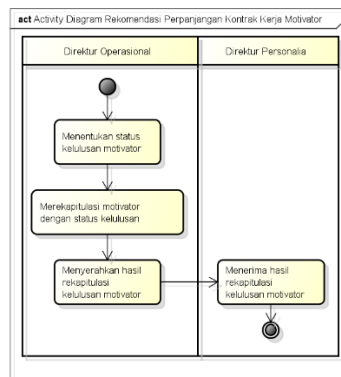 act Activity Diagram Rekomendasi Perpanjangan Kontrak Kerja Motivator
Direktur Operasional
Direktur Personalia
Menentukan status
kelulusan motivator
Merekapitulasi motivator
dengan status kelulusan
Menyerahkan hasil
rekapitulasi
kelulusan motivator
Menerima hasil
rekapitulasi
kelulusan motivator